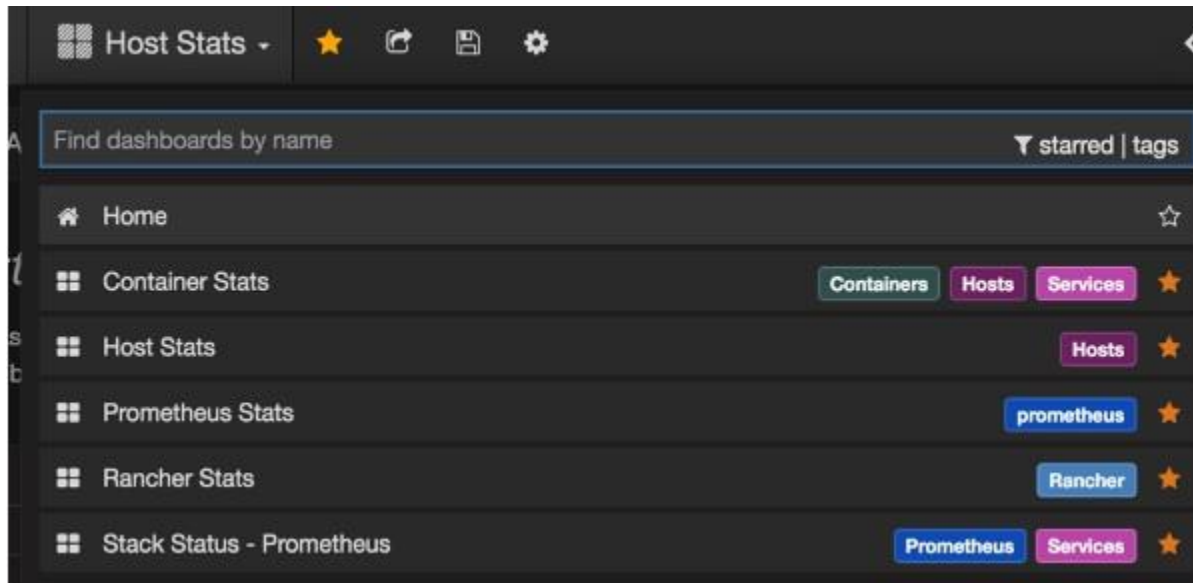 Host Stats
Find dashboards by name starred | tags
Home
Container Stats Containers Hosts Services
Host Stats Hosts
Prometheus Stats prometheus
Rancher Stats Rancher
Stack Status - Prometheus Prometheus Services